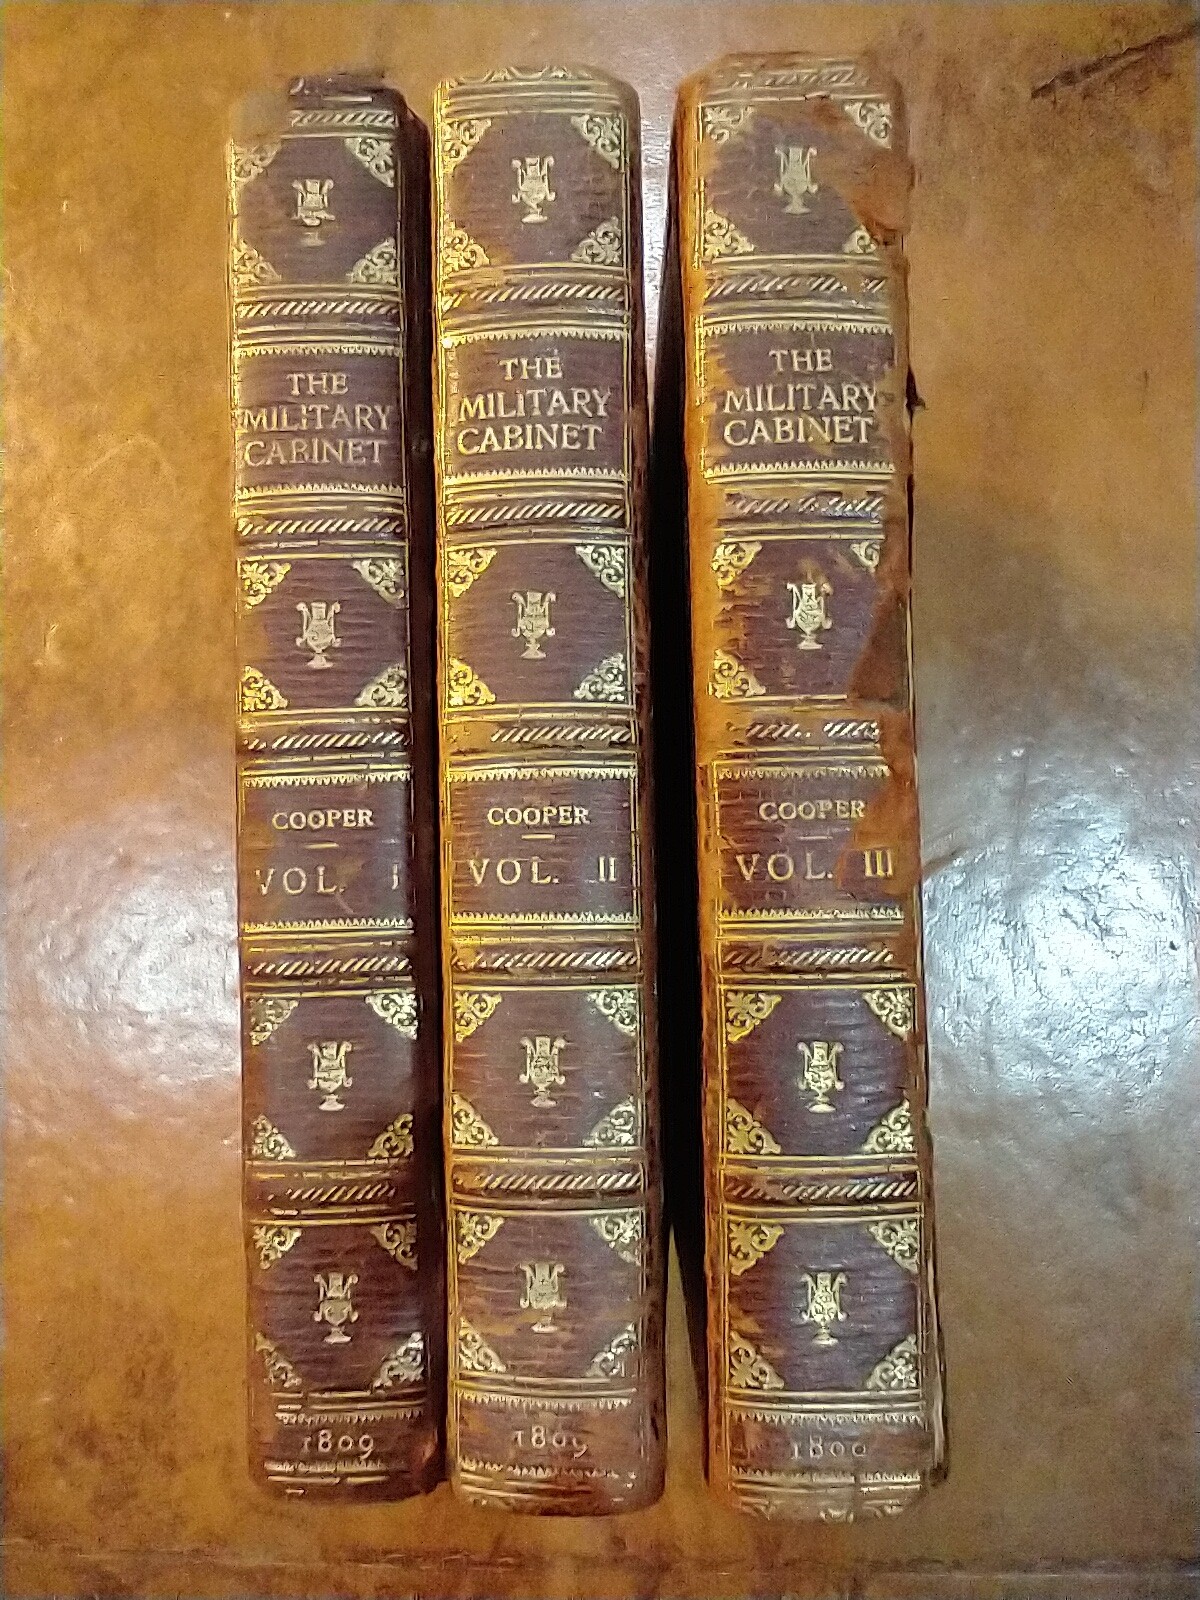 THE
MILITARY
CABINET
COOPER
VOL. I
1809
THE
MILITARY
CABINET
COOPER
VOL. II
1809
THE
MILITARY
CABINET
COOPER
VOL. III
1809